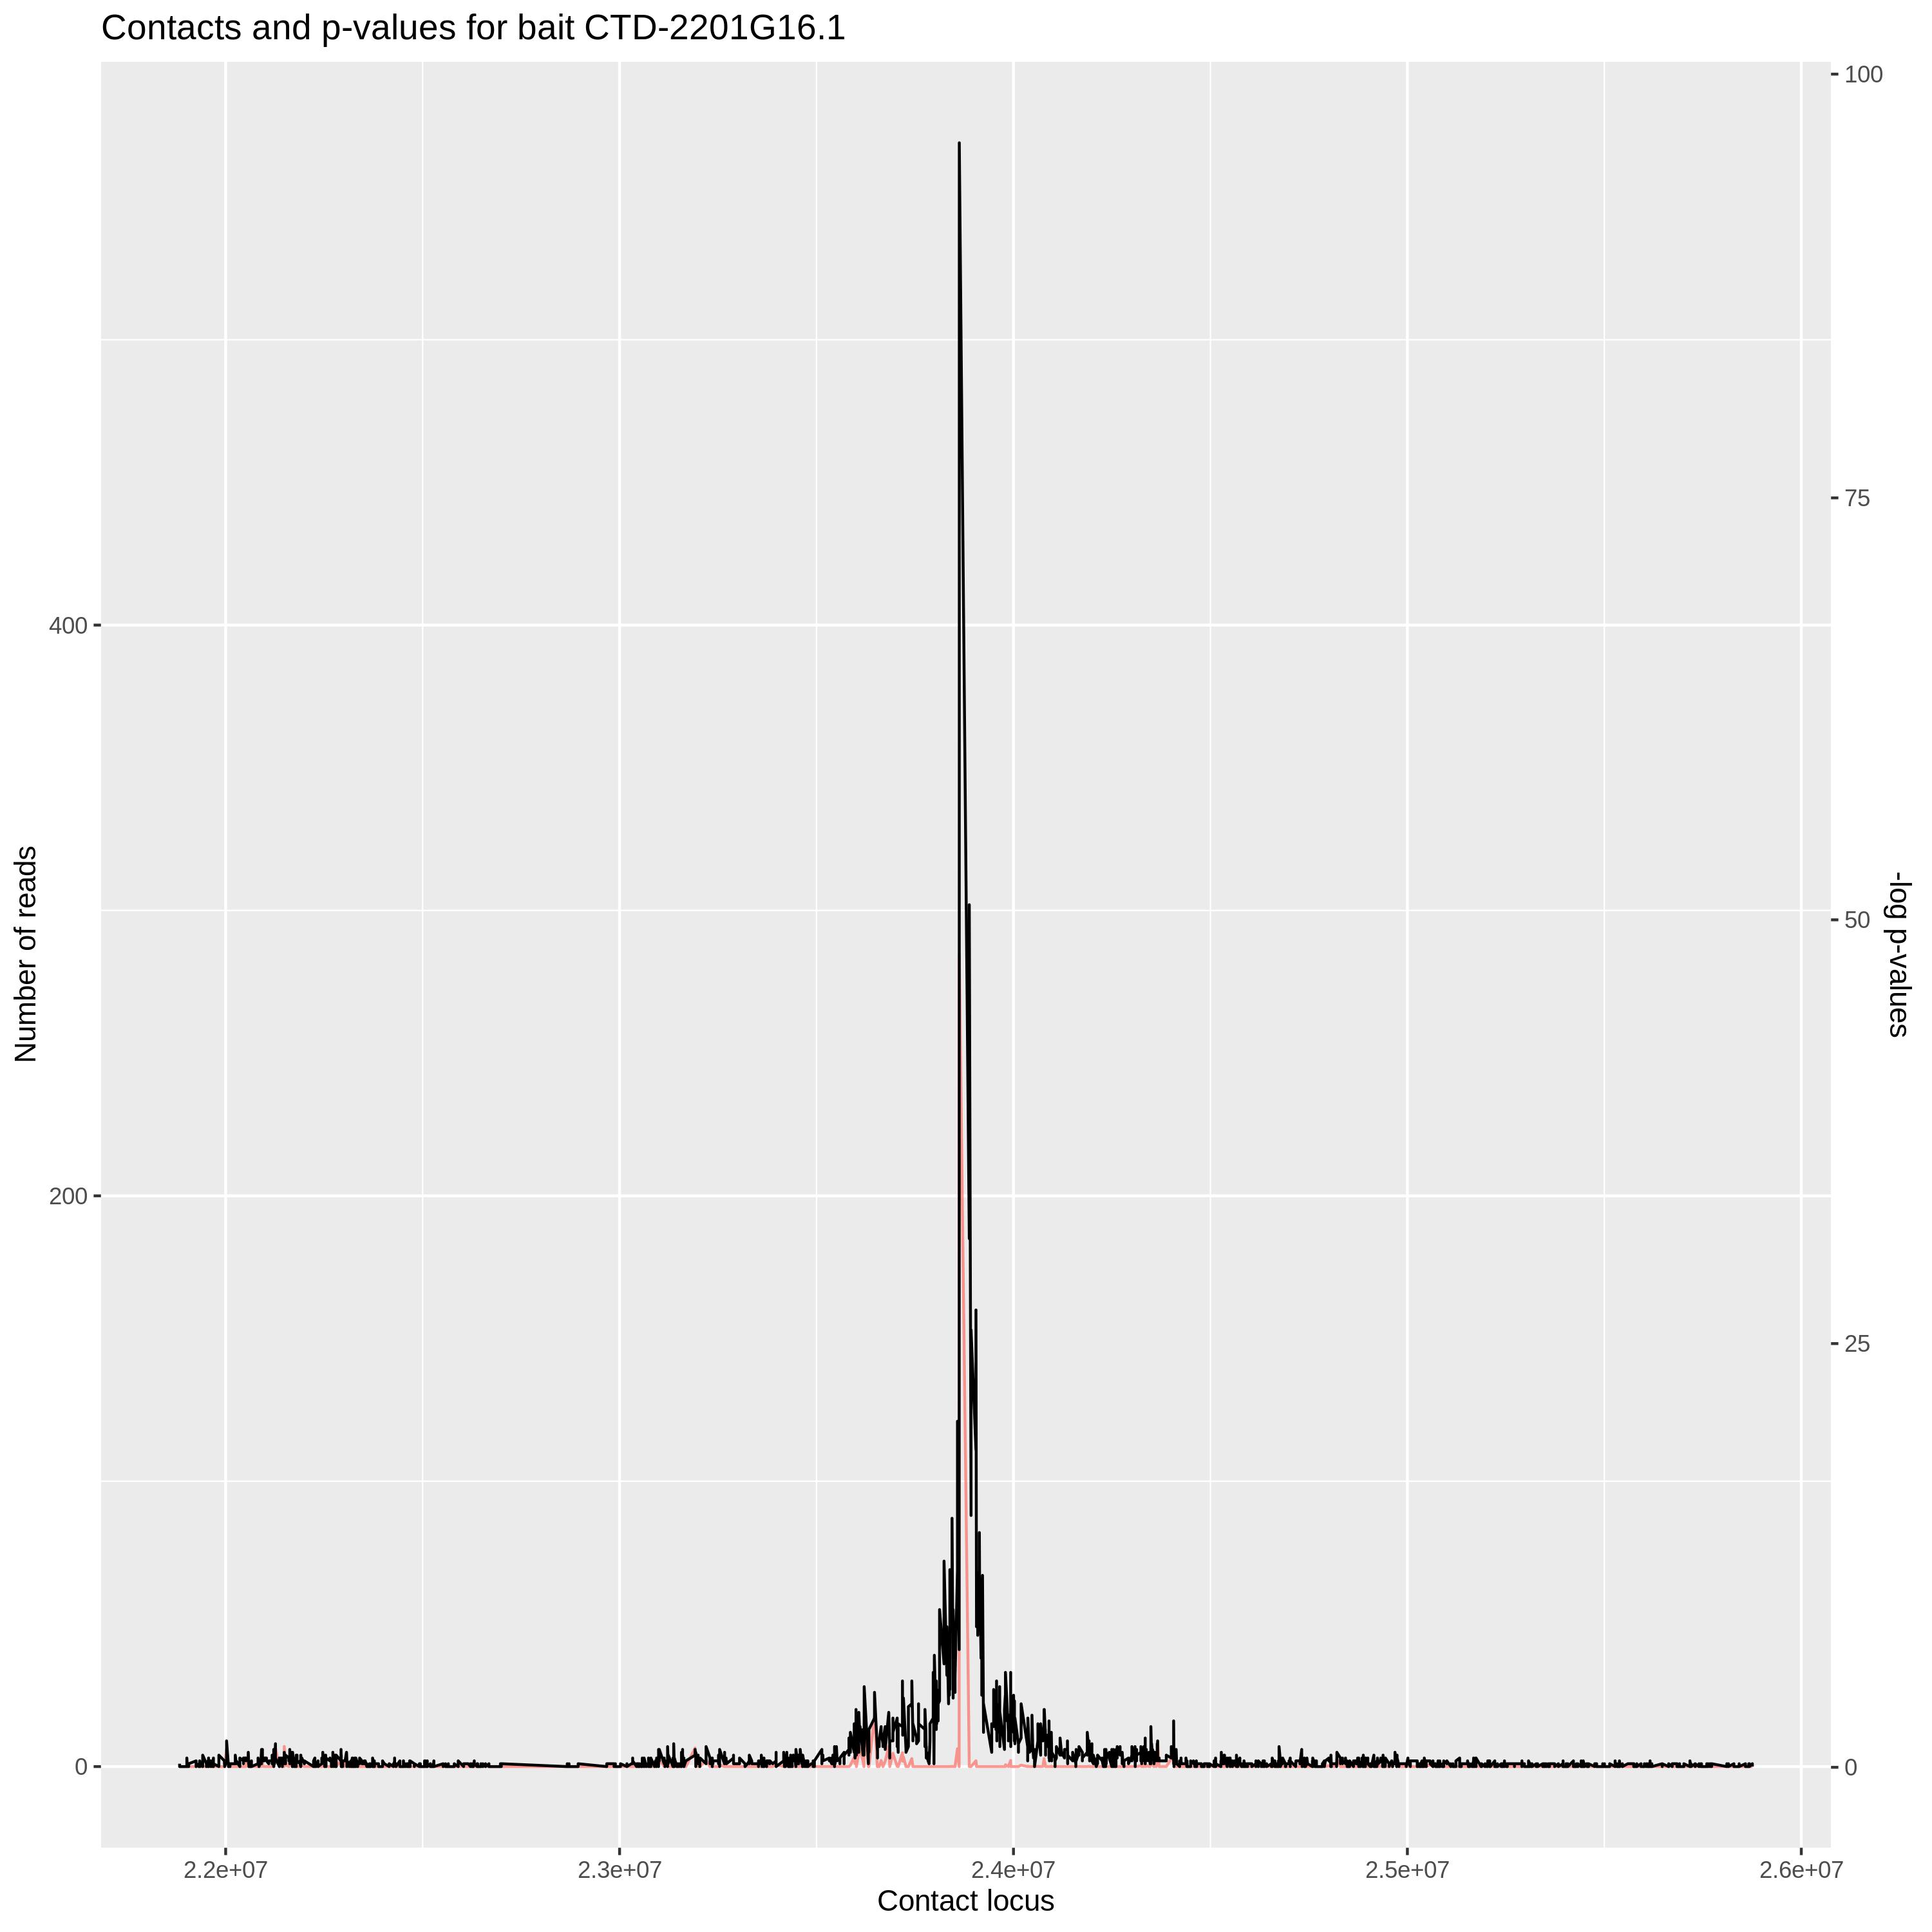 Contacts and p-values for bait CTD-2201G16.1
100
75
400
50
Number of reads
-log p-values
200
25
0
0
2.2e+07
2.3e+07
2.4e+07
2.5e+07
2.6e+07
Contact locus